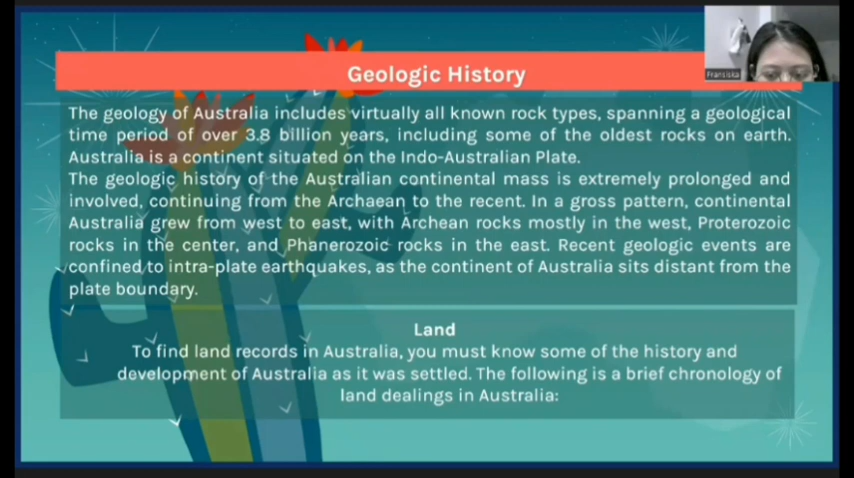 Geologic History
Franciska
The geology of Australia includes virtually all known rock types, spanning a geological
time period of over 3.8 billion years, including some of the oldest rocks on earth.
Australia is a continent situated on the Indo-Australian Plate.
The geologic history of the Australian continental mass is extremely prolonged and
involved, continuing from the Archaean to the recent. In a gross pattern, continental
Australia grew from west to east, with Archean rocks mostly in the west, Proterozoic
rocks in the center, and Phanerozoic rocks in the east. Recent geologic events are
confined to intra-plate earthquakes, as the continent of Australia sits distant from the
plate boundary.
Land
To find land records in Australia, you must know some of the history and
development of Australia as it was settled. The following is a brief chronology of
land dealings in Australia: